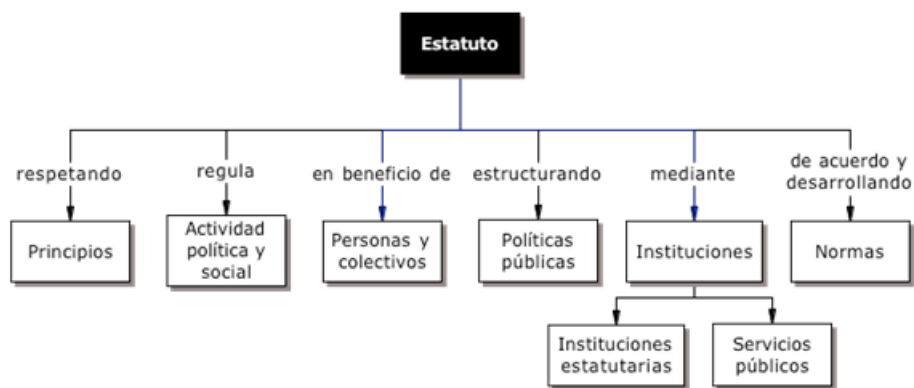 Estatuto
respetando
regula
en beneficio de
estructurando
mediante
de acuerdo y
desarrollando
Principios
Actividad
política y
social
Personas y
colectivos
Políticas
públicas
Instituciones
Normas
Instituciones
estatutarias
Servicios
públicos